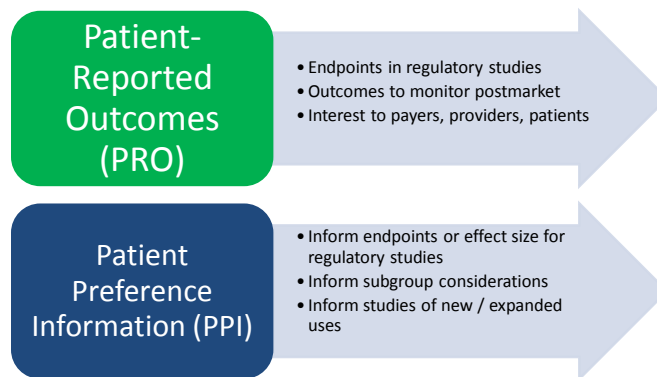 Patient-
Reported
Outcomes
(PRO)
• Endpoints in regulatory studies
• Outcomes to monitor postmarket
• Interest to payers, providers, patients
Patient
Preference
Information (PPI)
• Inform endpoints or effect size for
regulatory studies
• Inform subgroup considerations
• Inform studies of new / expanded
uses